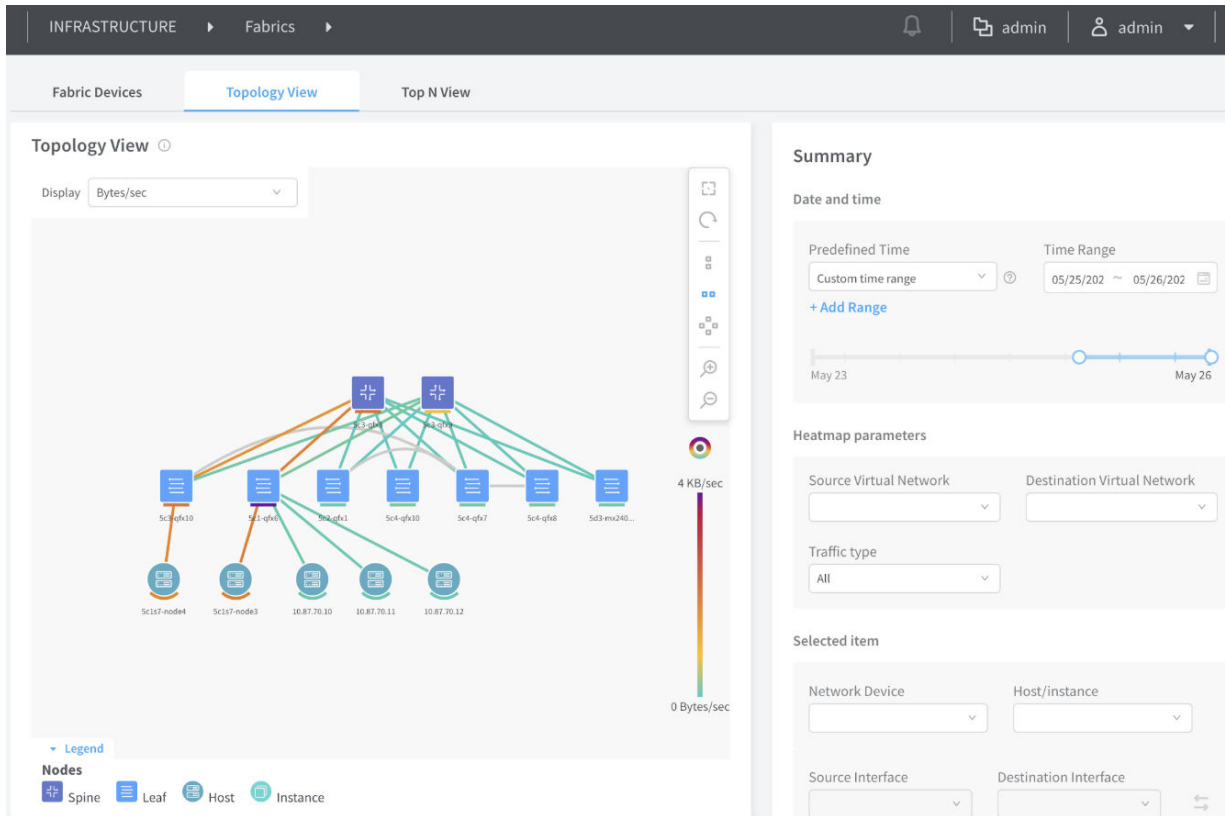 INFRASTRUCTURE ▸ Fabrics ▸ admin admin
Fabric Devices Topology View Top N View
Topology View
Display Bytes/sec
5c3-qfx10 5c1-qfx6 5c2-qfx1 5c4-qfx10 5c4-qfx7 5c4-qfx8 5d3-mx240...
5c1s7-node4 5c1s7-node3 10.87.70.10 10.87.70.11 10.87.70.12
4 KB/sec
0 Bytes/sec
Legend
Nodes
Spine Leaf Host Instance
Summary
Date and time
Predefined Time Time Range
Custom time range 05/25/202 ~ 05/26/202
+ Add Range
May 23 May 26
Heatmap parameters
Source Virtual Network Destination Virtual Network
Traffic type
All
Selected item
Network Device Host/instance
Source Interface Destination Interface